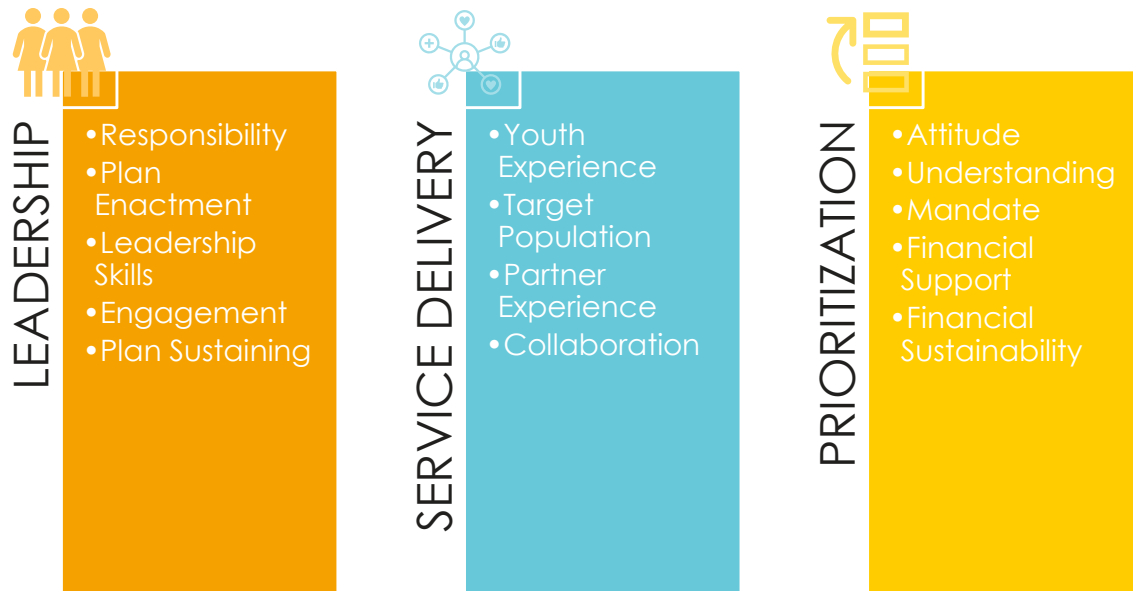 LEADERSHIP
•Responsibility
•Plan
Enactment
•Leadership
Skills
•Engagement
•Plan Sustaining
SERVICE DELIVERY
•Youth
Experience
•Target
Population
•Partner
Experience
•Collaboration
PRIORITIZATION
•Attitude
•Understanding
•Mandate
•Financial
Support
•Financial
Sustainability